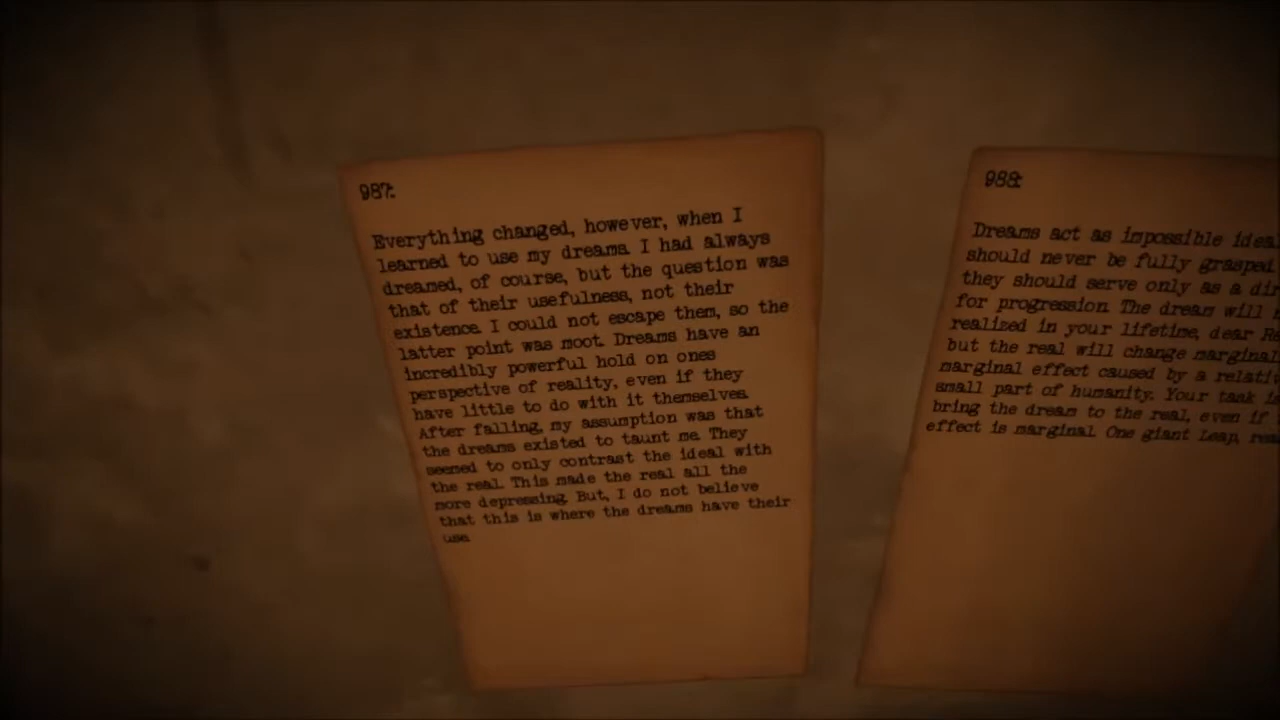 987:
Everything changed, however, when I
learned to use my dreams. I had always
dreamed, of course, but the question was
that of their usefulness, not their
existence. I could not escape them, so the
latter point was moot. Dreams have an
incredibly powerful hold on ones
perspective of reality, even if they
have little to do with it themselves.
After falling, my assumption was that
the dreams existed to taunt me. They
seemed to only contrast the ideal with
the real. This made the real all the
more depressing. But, I do not believe
that this is where the dreams have their
use.
988:
Dreams act as impossible
should never be fully grasped.
they should serve only as a
for progression. The dream will
realized in your lifetime, dear
but the real will change
marginal effect caused by a
small part of humanity. Your task
bring the dream to the real, even if
effect is marginal. One giant Leap,